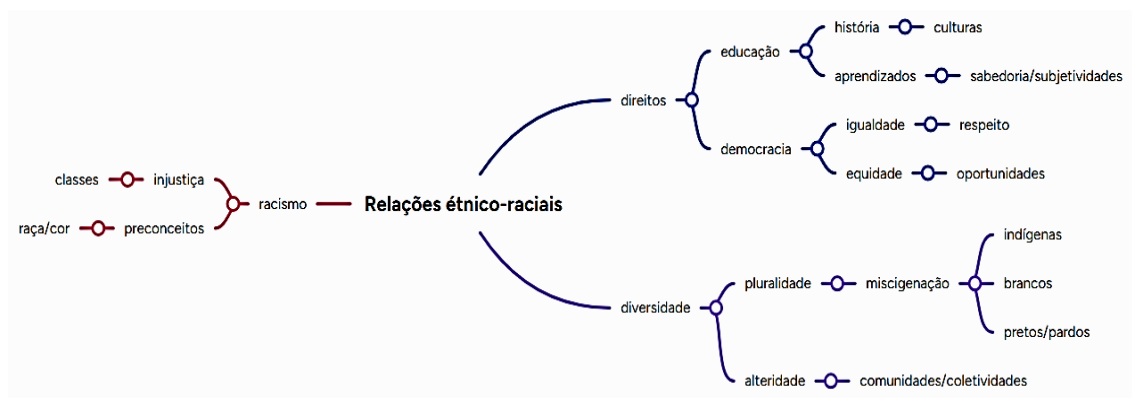 história
culturas
educação
aprendizados
sabedoria/subjetividades
direitos
igualdade
respeito
democracia
equidade
oportunidades
classes
injustiça
racismo
Relações étnico-raciais
raça/cor
preconceitos
indígenas
pluralidade
miscigenação
brancos
diversidade
pretos/pardos
alteridade
comunidades/coletividades